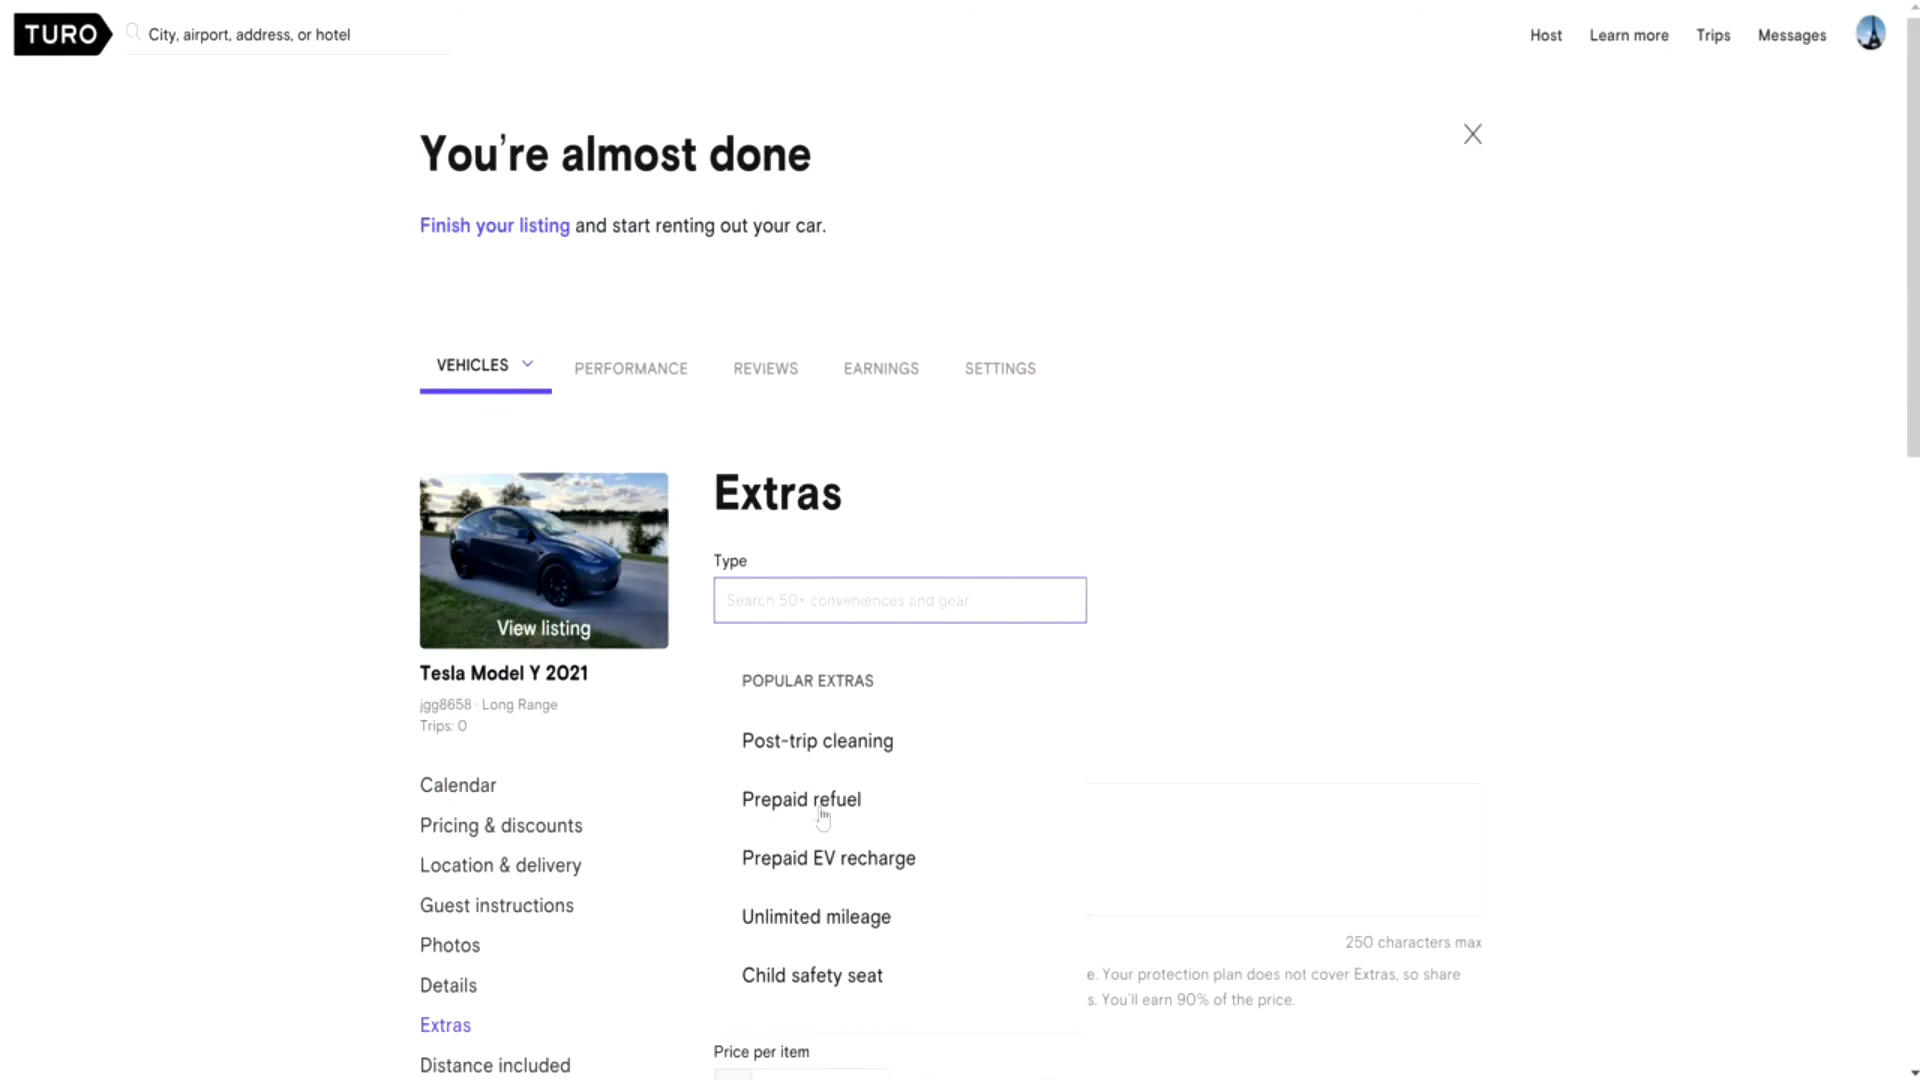 TURO
City, airport, address, or hotel
Host
Learn more
Trips
Messages
You're almost done
Finish your listing and start renting out your car.
VEHICLES
PERFORMANCE
REVIEWS
EARNINGS
SETTINGS
View listing
Tesla Model Y 2021
jgg8658 · Long Range
Trips: 0
Calendar
Pricing & discounts
Location & delivery
Guest instructions
Photos
Details
Extras
Distance included
Extras
Type
Search 50+ conveniences and gear
POPULAR EXTRAS
Post-trip cleaning
Prepaid refuel
Prepaid EV recharge
Unlimited mileage
Child safety seat
250 characters max
e. Your protection plan does not cover Extras, so share
s. You'll earn 90% of the price.
Price per item